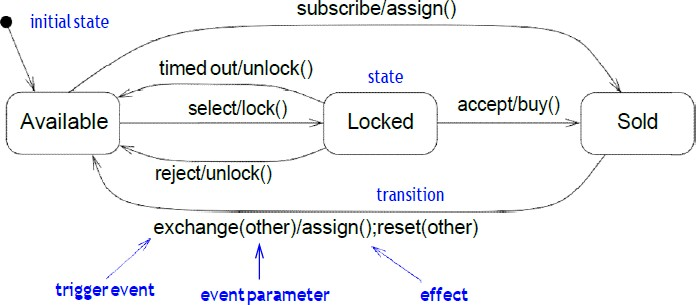 subscribe/assign()
initial state
timed out/unlock()
state
select/lock()
accept/buy()
Available
Locked
Sold
reject/unlock()
transition
exchange(other)/assign();reset(other)
trigger event
event parameter
effect